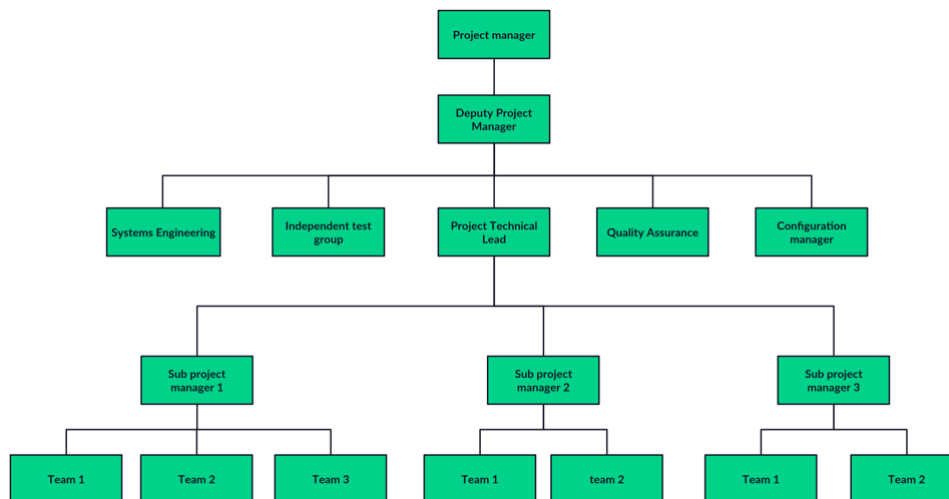 Project manager
Deputy Project
Manager
Systems Engineering
Independent test
group
Project Technical
Lead
Quality Assurance
Configuration
manager
Sub project
manager 1
Sub project
manager 2
Sub project
manager 3
Team 1
Team 2
Team 3
Team 1
team 2
Team 1
Team 2